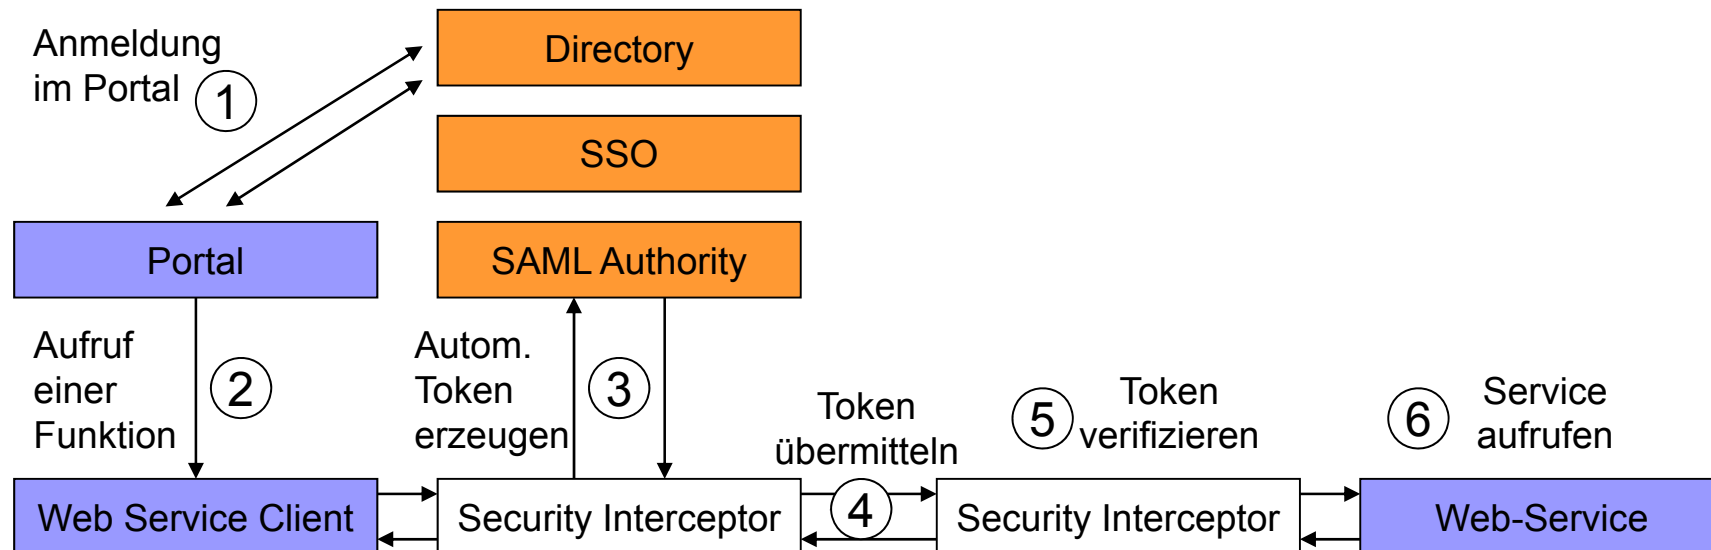 Anmeldung
im Portal
1
Directory
SSO
Portal
SAML Authority
Aufruf
einer
Funktion
2
Autom.
Token
erzeugen
3
Token
übermitteln
4
5
Token
verifizieren
6
Service
aufrufen
Web Service Client
Security Interceptor
Security Interceptor
Web-Service